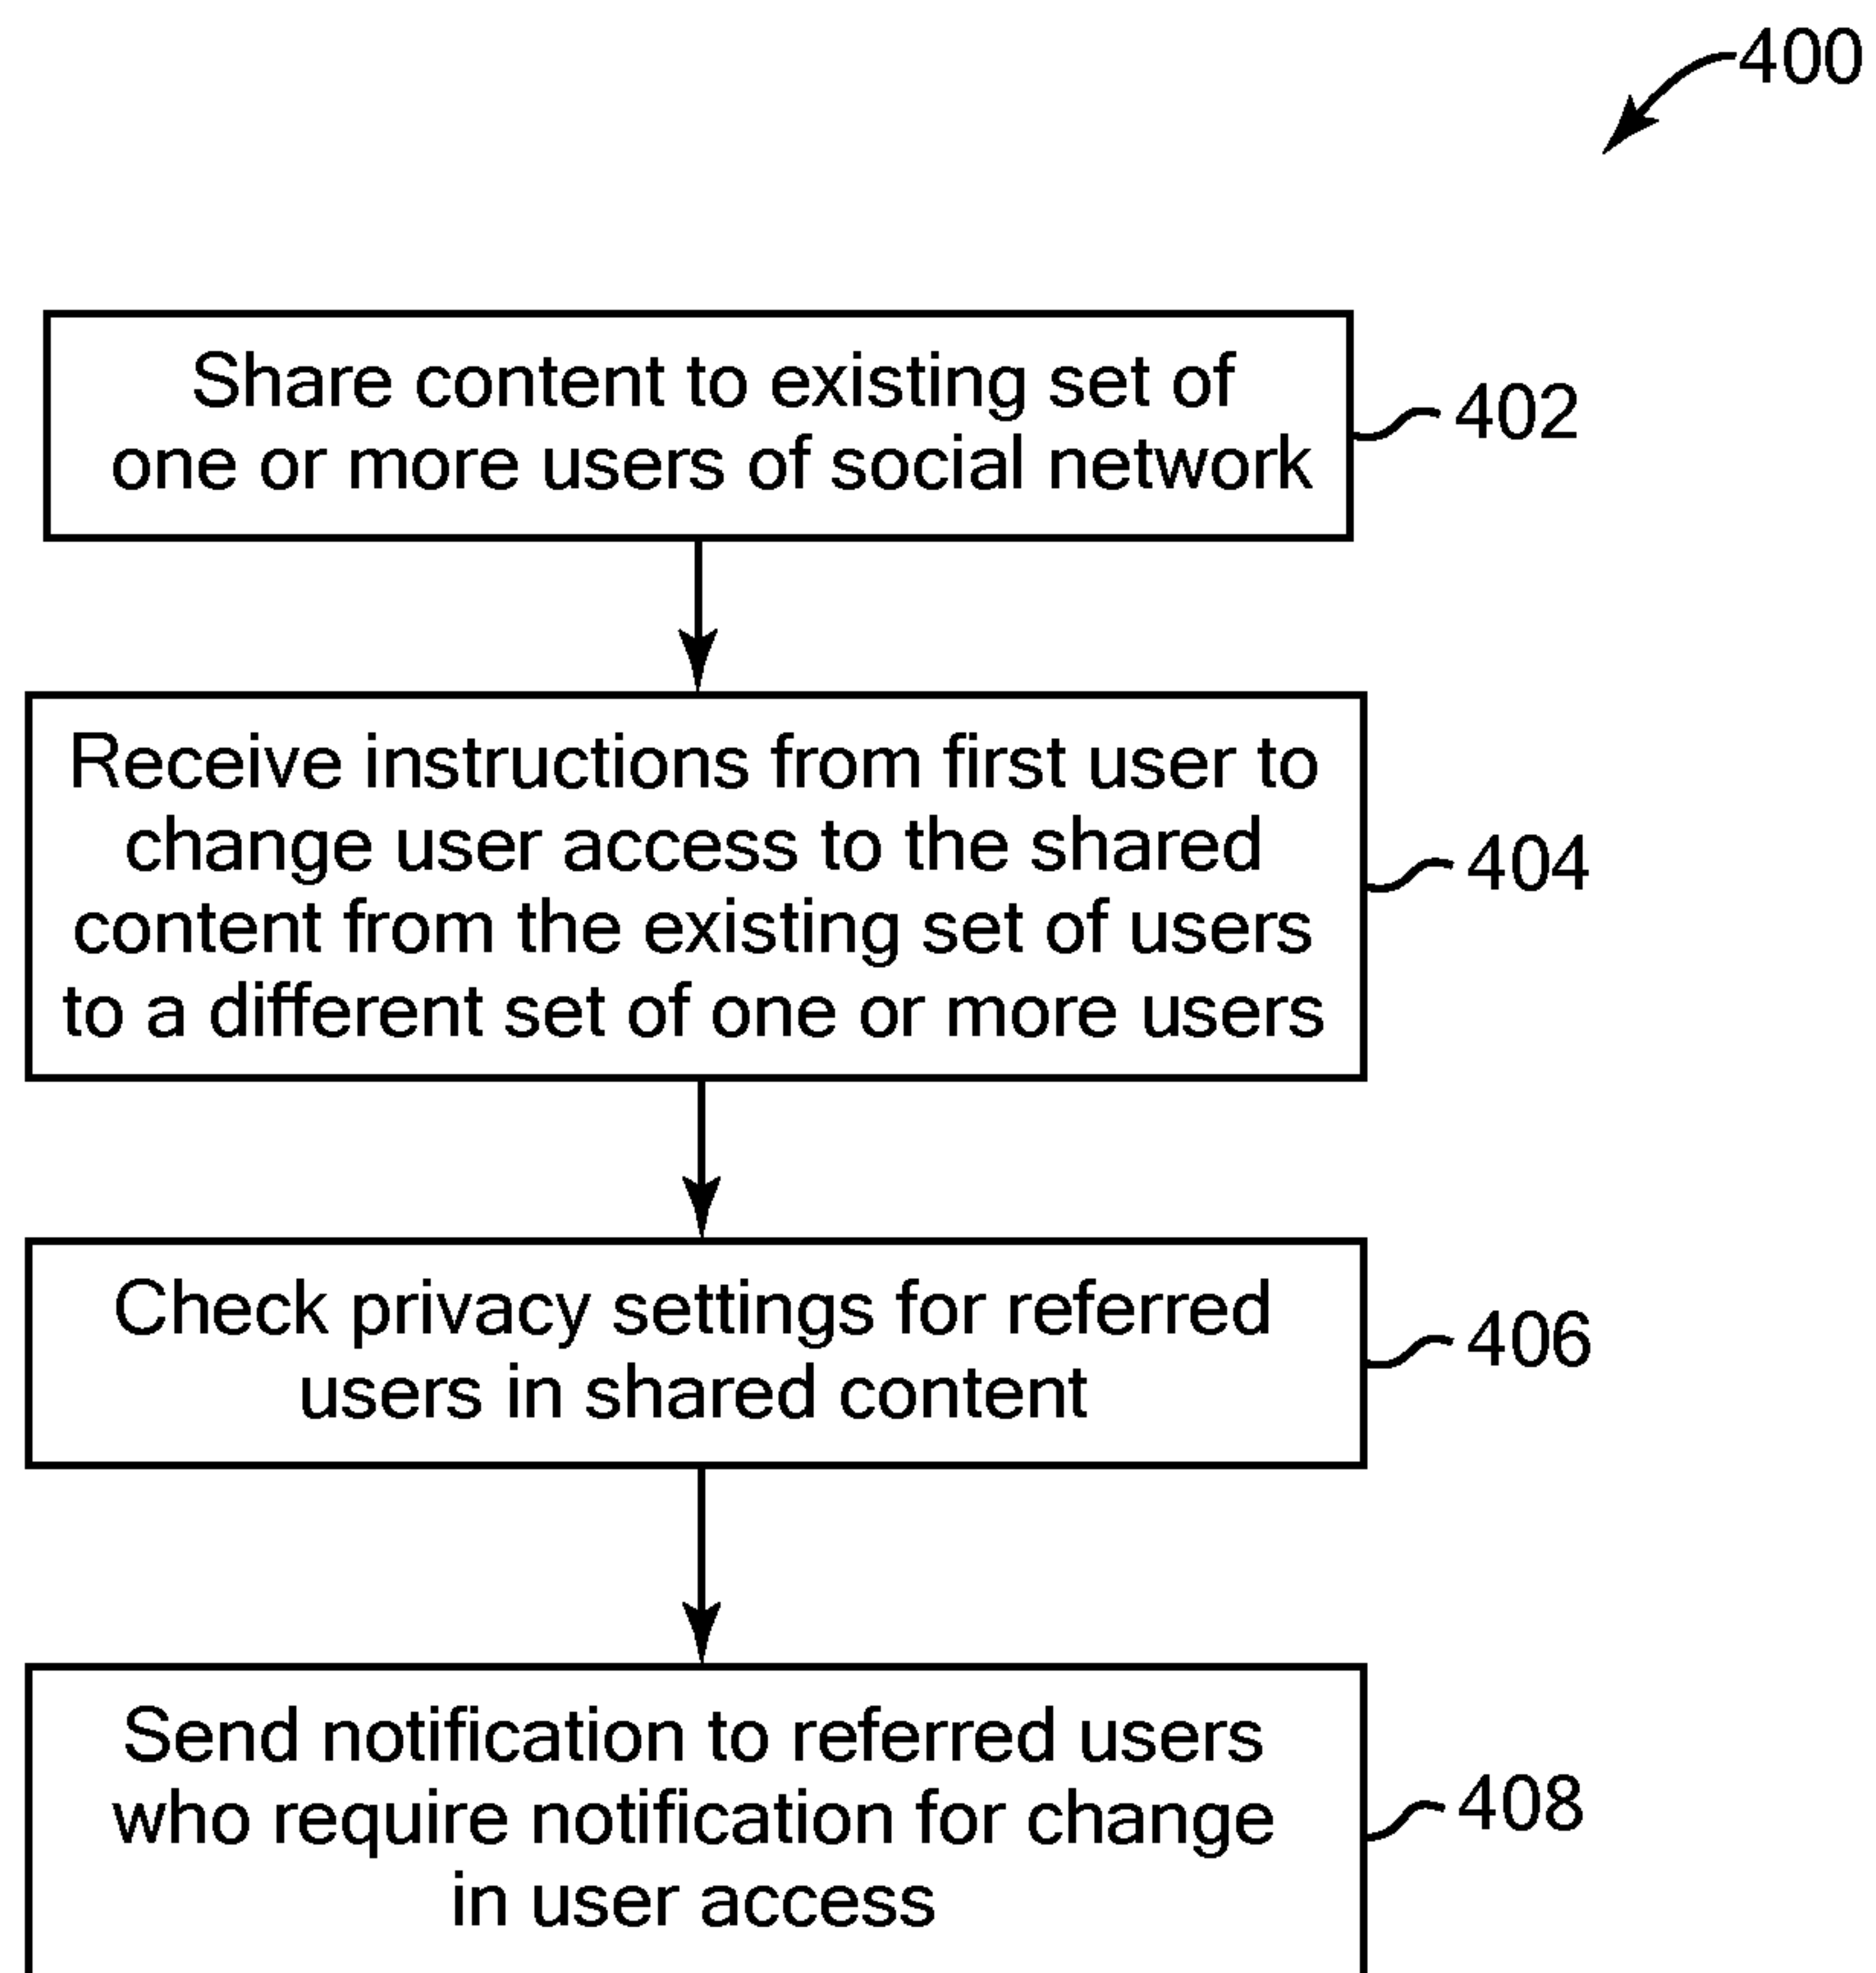 400
Share content to existing set of
one or more users of social network
402
Receive instructions from first user to
change user access to the shared
content from the existing set of users
to a different set of one or more users
404
Check privacy settings for referred
users in shared content
406
Send notification to referred users
who require notification for change
in user access
408